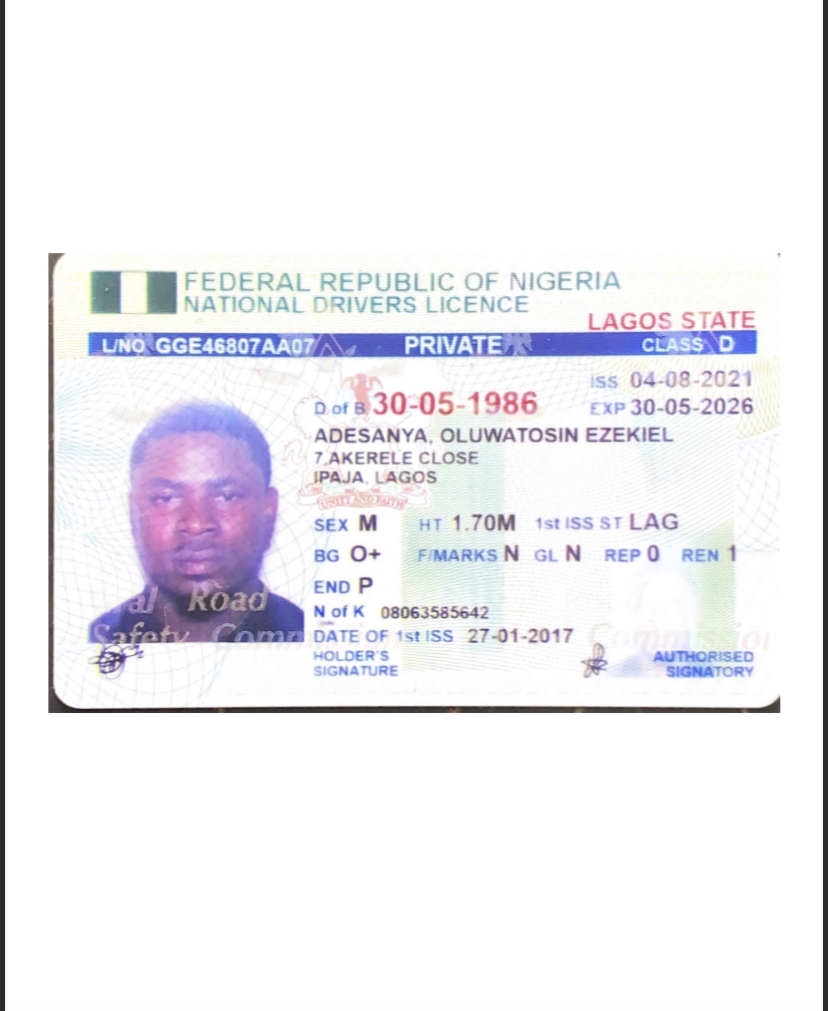 FEDERAL REPUBLIC OF NIGERIA
NATIONAL DRIVERS LICENCE
LAGOS STATE
L/NO GGE46807AA07 PRIVATE CLASS D
ISS 04-08-2021
D of B 30-05-1986 EXP 30-05-2026
ADESANYA, OLUWATOSIN EZEKIEL
7,AKERELE CLOSE
IPAJA, LAGOS
UNITY AND FAITH
SEX M HT 1.70M 1st ISS ST LAG
BG O+ F/MARKS N GL N REP 0 REN 1
END P
Road
N of K 08063585642
Safety
DATE OF 1st ISS 27-01-2017
HOLDER'S
SIGNATURE
AUTHORISED
SIGNATORY